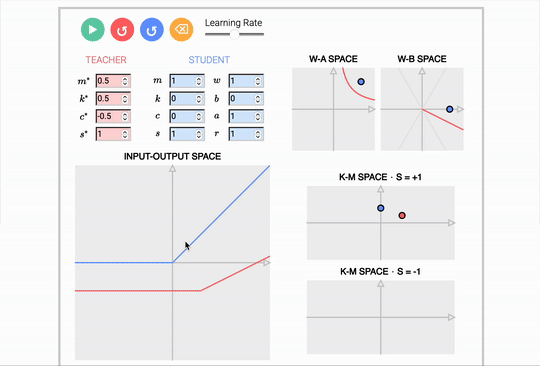 Learning Rate
TEACHER STUDENT
m* 0.5 m 1 w 1
k* 0.5 k 0 b 0
c* -0.5 c 0 a 1
s* 1 s 1 r 1
W-A SPACE W-B SPACE
INPUT-OUTPUT SPACE
K-M SPACE · S = +1
K-M SPACE · S = -1